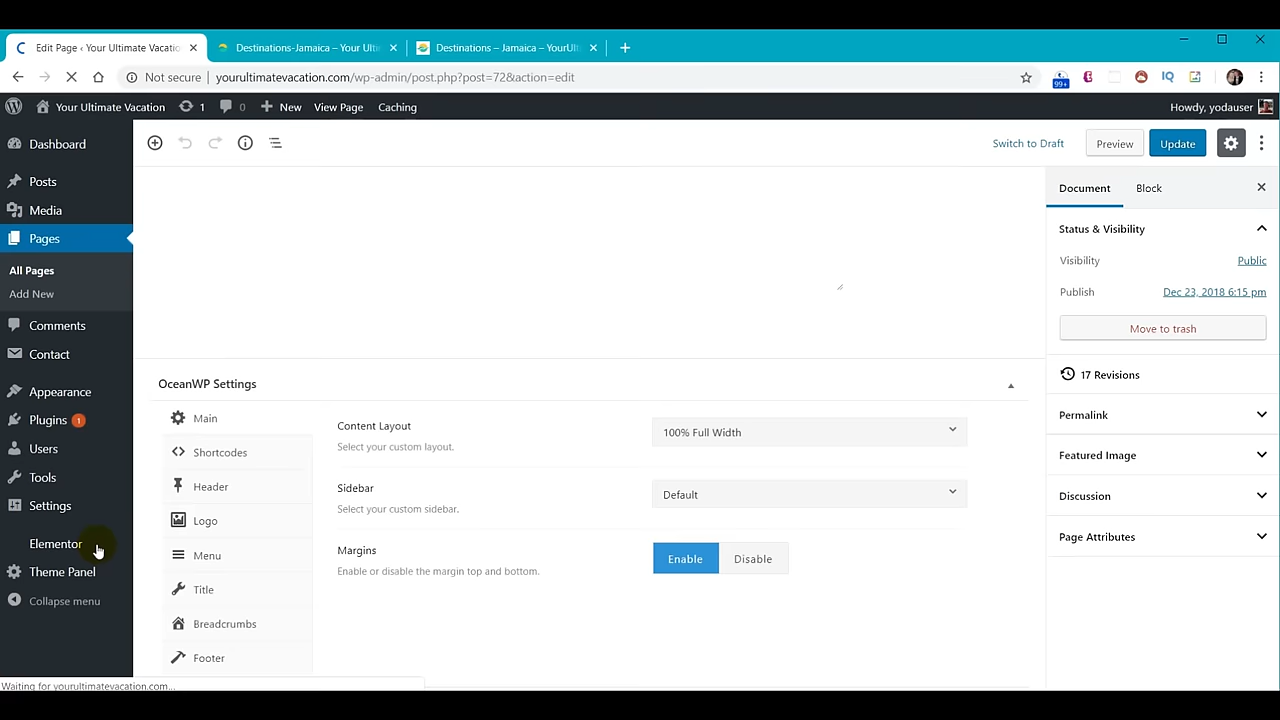 Edit Page ‹ Your Ultimate Vacatio
Destinations-Jamaica – Your Ulti
Destinations – Jamaica – YourUlt
Not secure | yourultimatevacation.com/wp-admin/post.php?post=72&action=edit
99+
IQ
Your Ultimate Vacation 1 0 New View Page Caching
Howdy, yodauser
Dashboard
Posts
Media
Pages
All Pages
Add New
Comments
Contact
Appearance
Plugins 1
Users
Tools
Settings
Elementor
Theme Panel
Collapse menu
Waiting for yourultimatevacation.com...
Switch to Draft
Preview
Update
OceanWP Settings
Main
Shortcodes
Header
Logo
Menu
Title
Breadcrumbs
Footer
Content Layout
Select your custom layout.
100% Full Width
Sidebar
Select your custom sidebar.
Default
Margins
Enable or disable the margin top and bottom.
Enable
Disable
Document
Block
Status & Visibility
Visibility
Public
Publish
Dec 23, 2018 6:15 pm
Move to trash
17 Revisions
Permalink
Featured Image
Discussion
Page Attributes